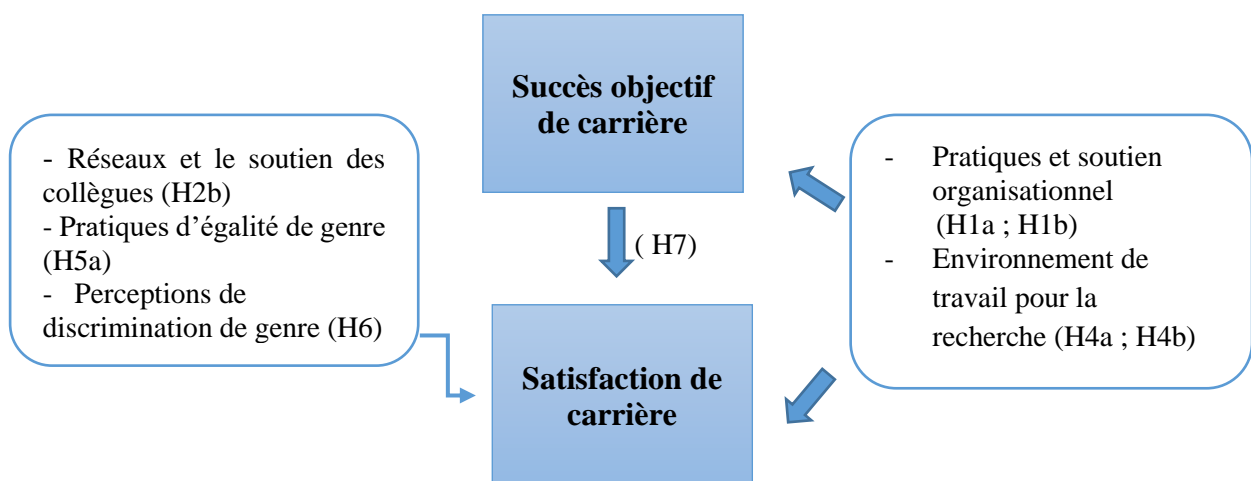 Succès objectif
de carrière
- Réseaux et le soutien des
collègues (H2b)
- Pratiques d'égalité de genre
(H5a)
- Perceptions de
discrimination de genre (H6)
- Pratiques et soutien
organisationnel
(H1a ; H1b)
- Environnement de
travail pour la
recherche (H4a ; H4b)
( H7)
Satisfaction de
carrière